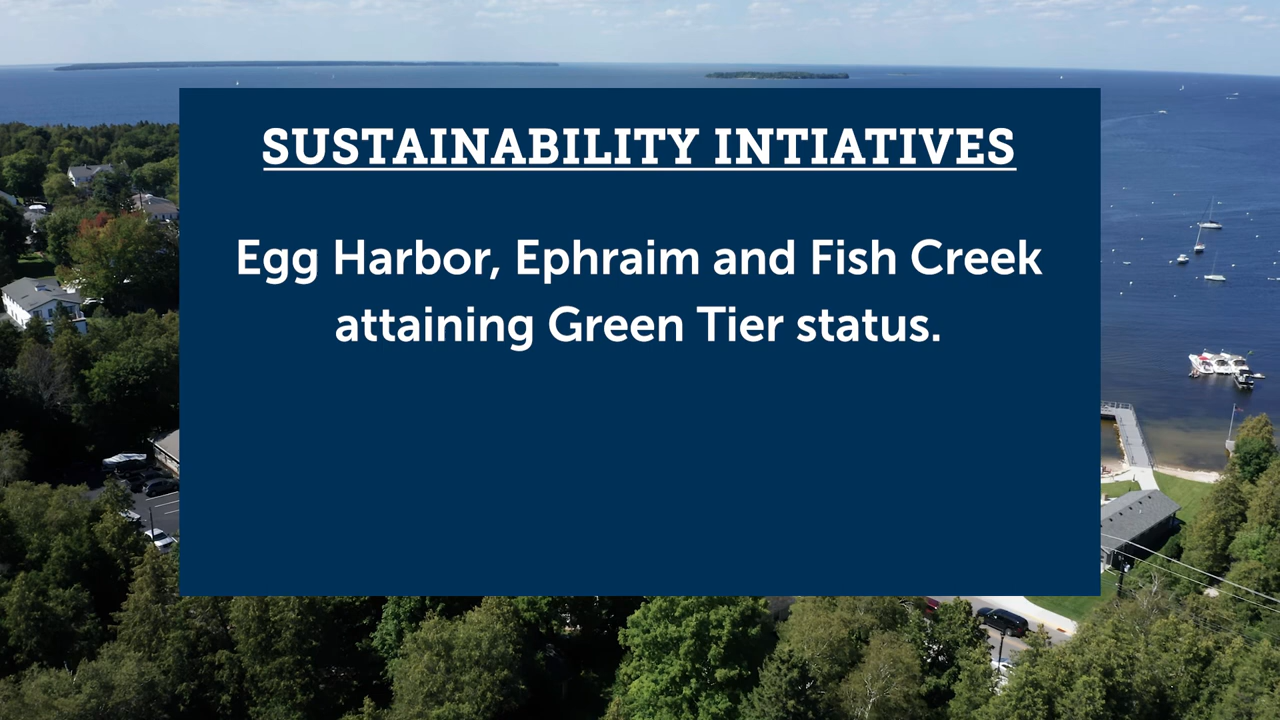 SUSTAINABILITY INTIATIVES
Egg Harbor, Ephraim and Fish Creek
attaining Green Tier status.